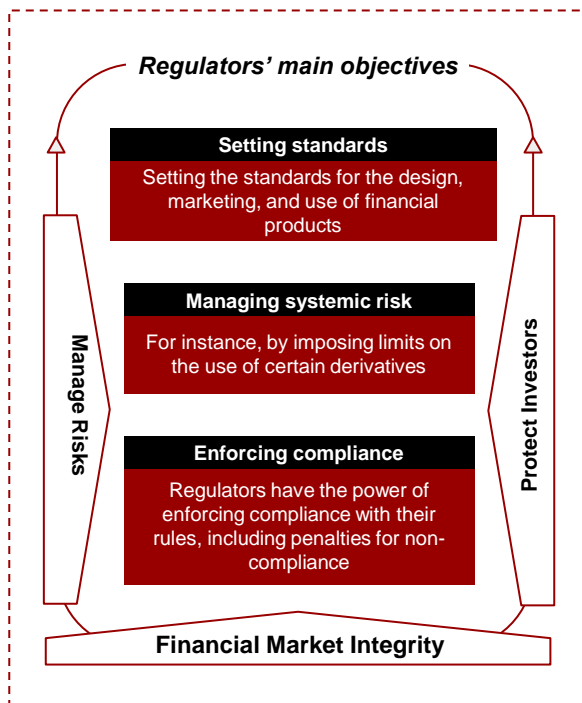 Regulators’ main objectives
Setting standards
Setting the standards for the design,
marketing, and use of financial
products
Managing systemic risk
For instance, by imposing limits on
the use of certain derivatives
Enforcing compliance
Regulators have the power of
enforcing compliance with their
rules, including penalties for non-
compliance
Manage Risks
Protect Investors
Financial Market Integrity